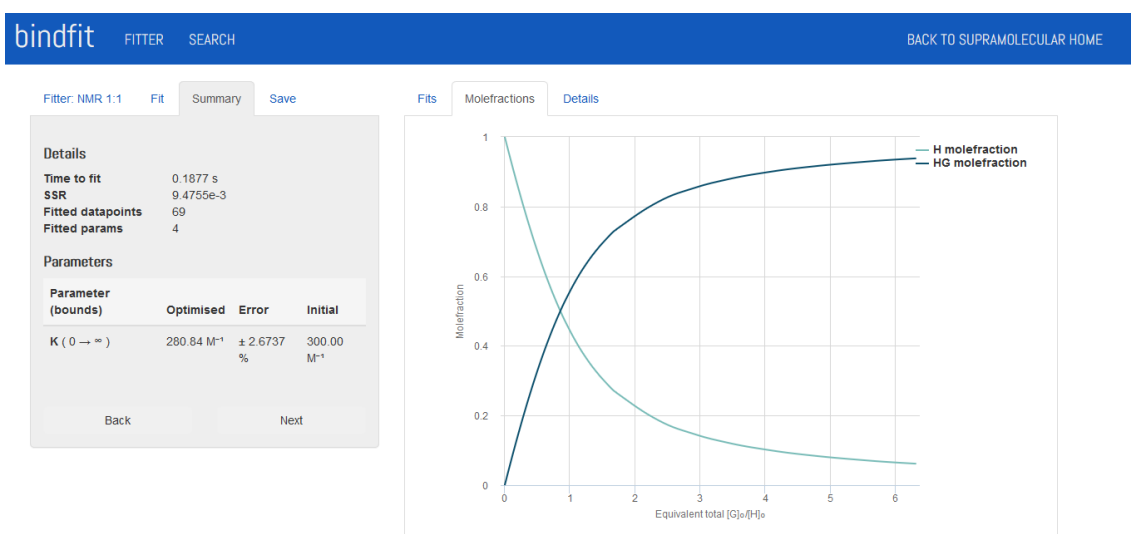 bindfit FITTER SEARCH BACK TO SUPRAMOLECULAR HOME
Fitter: NMR 1:1 Fit Summary Save
Details
Time to fit 0.1877 s
SSR 9.4755e-3
Fitted datapoints 69
Fitted params 4
Parameters
Parameter
(bounds) Optimised Error Initial
K ( 0 → ∞ ) 280.84 M⁻¹ ± 2.6737 300.00
% M⁻¹
Back Next
Fits Molefractions Details
H molefraction
HG molefraction
Molefraction
1
0.8
0.6
0.4
0.2
0
0 1 2 3 4 5 6
Equivalent total [G]₀/[H]₀